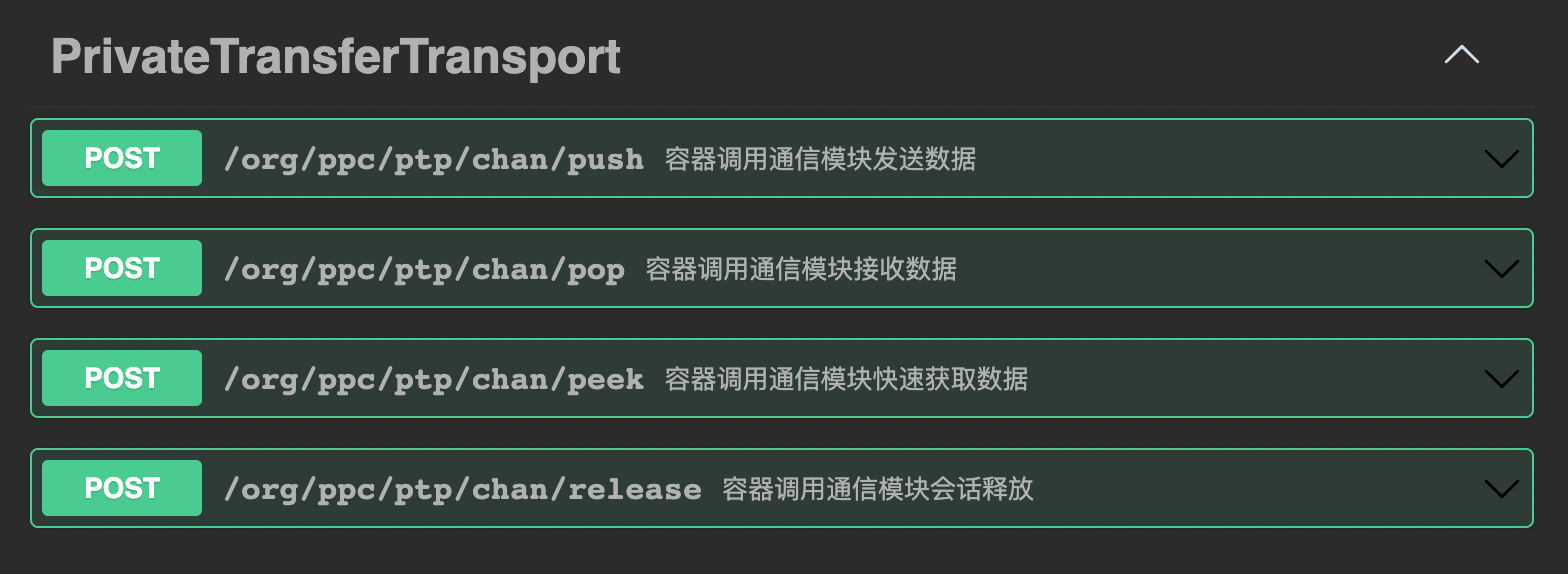 PrivateTransferTransport
POST /org/ppc/ptp/chan/push 容器调用通信模块发送数据
POST /org/ppc/ptp/chan/pop 容器调用通信模块接收数据
POST /org/ppc/ptp/chan/peek 容器调用通信模块快速获取数据
POST /org/ppc/ptp/chan/release 容器调用通信模块会话释放